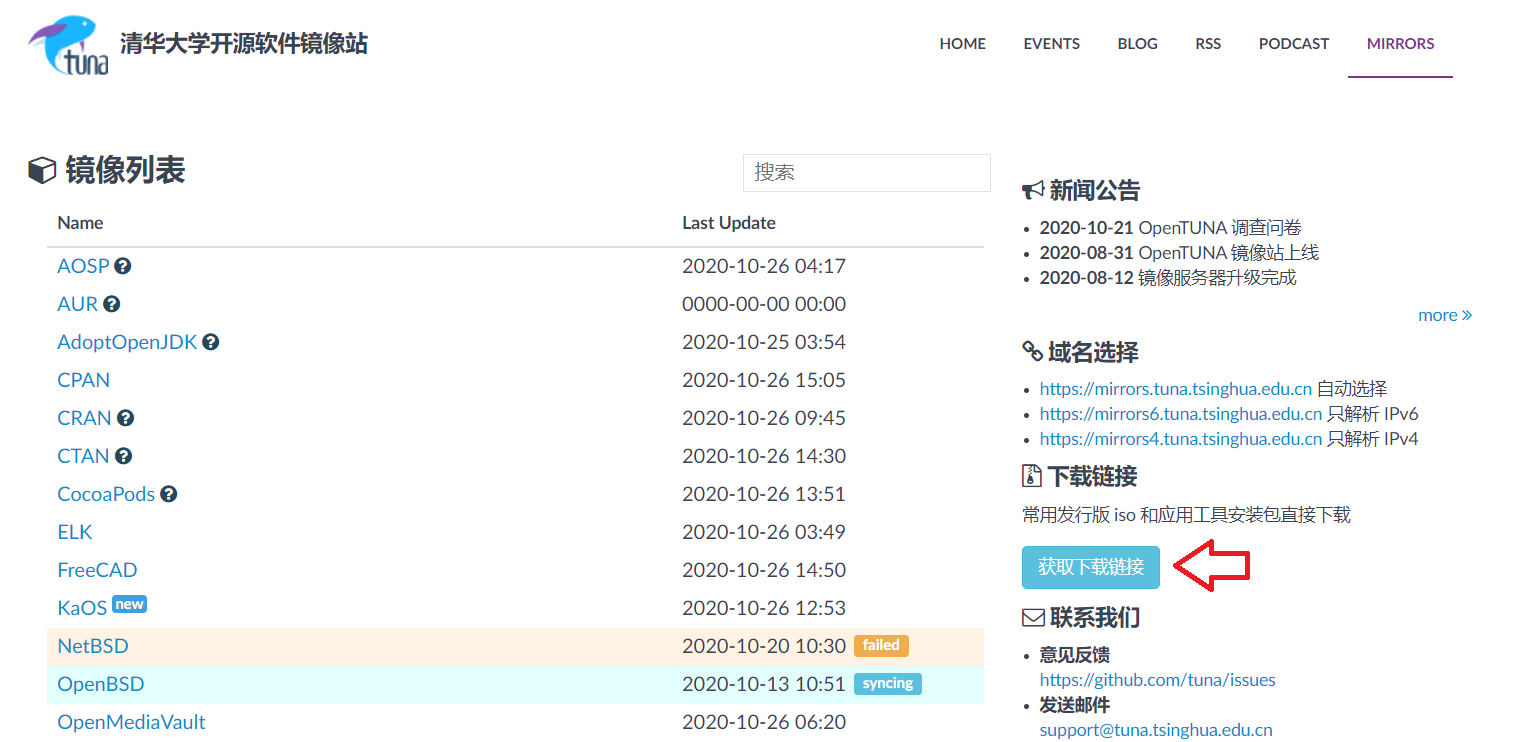 tuna 清华大学开源软件镜像站
HOME EVENTS BLOG RSS PODCAST MIRRORS
镜像列表
搜索
Name Last Update
AOSP ? 2020-10-26 04:17
AUR ? 0000-00-00 00:00
AdoptOpenJDK ? 2020-10-25 03:54
CPAN 2020-10-26 15:05
CRAN ? 2020-10-26 09:45
CTAN ? 2020-10-26 14:30
CocoaPods ? 2020-10-26 13:51
ELK 2020-10-26 03:49
FreeCAD 2020-10-26 14:50
KaOS new 2020-10-26 12:53
NetBSD 2020-10-20 10:30 failed
OpenBSD 2020-10-13 10:51 syncing
OpenMediaVault 2020-10-26 06:20
新闻公告
2020-10-21 OpenTUNA 调查问卷
2020-08-31 OpenTUNA 镜像站上线
2020-08-12 镜像服务器升级完成
more »
域名选择
https://mirrors.tuna.tsinghua.edu.cn 自动选择
https://mirrors6.tuna.tsinghua.edu.cn 只解析 IPv6
https://mirrors4.tuna.tsinghua.edu.cn 只解析 IPv4
下载链接
常用发行版 iso 和应用工具安装包直接下载
获取下载链接
联系我们
意见反馈
https://github.com/tuna/issues
发送邮件
support@tuna.tsinghua.edu.cn